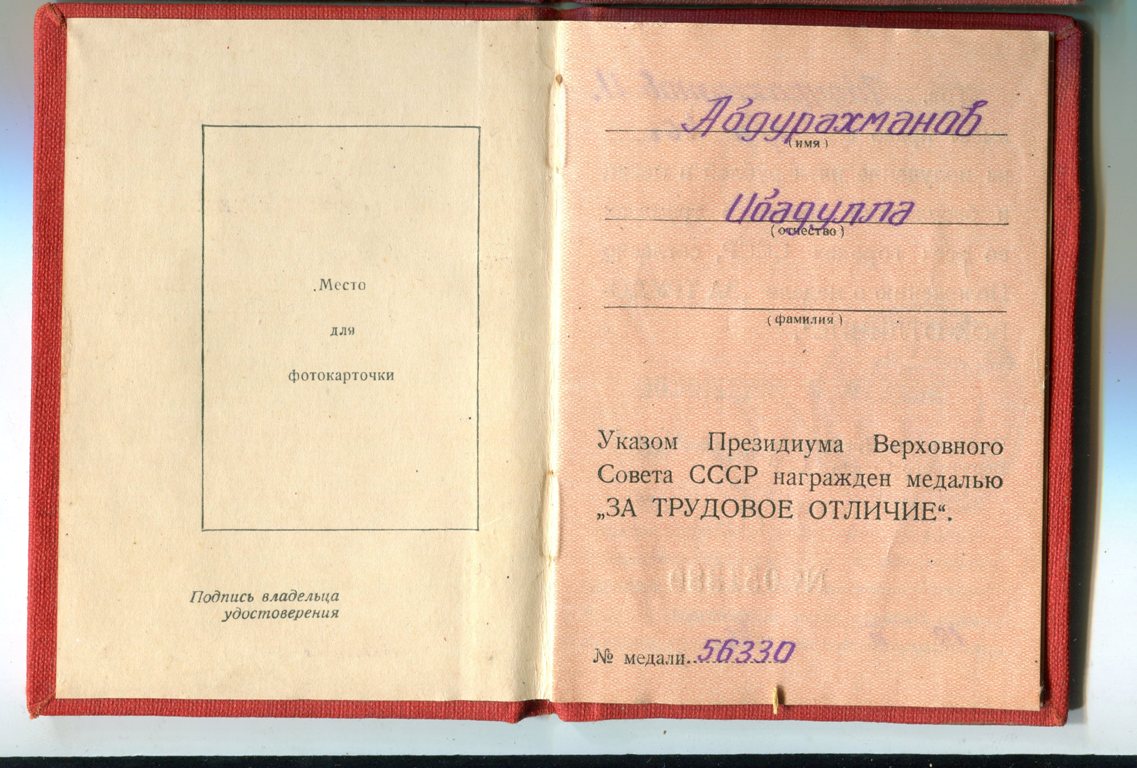 Место
для
фотокарточки
Подпись владельца
удостоверения
Абдурахманов
(имя)
Ибадулла
(отчество)
(фамилия)
Указом Президиума Верховного
Совета СССР награжден медалью
„ЗА ТРУДОВОЕ ОТЛИЧИЕ“.
№ медали..56330